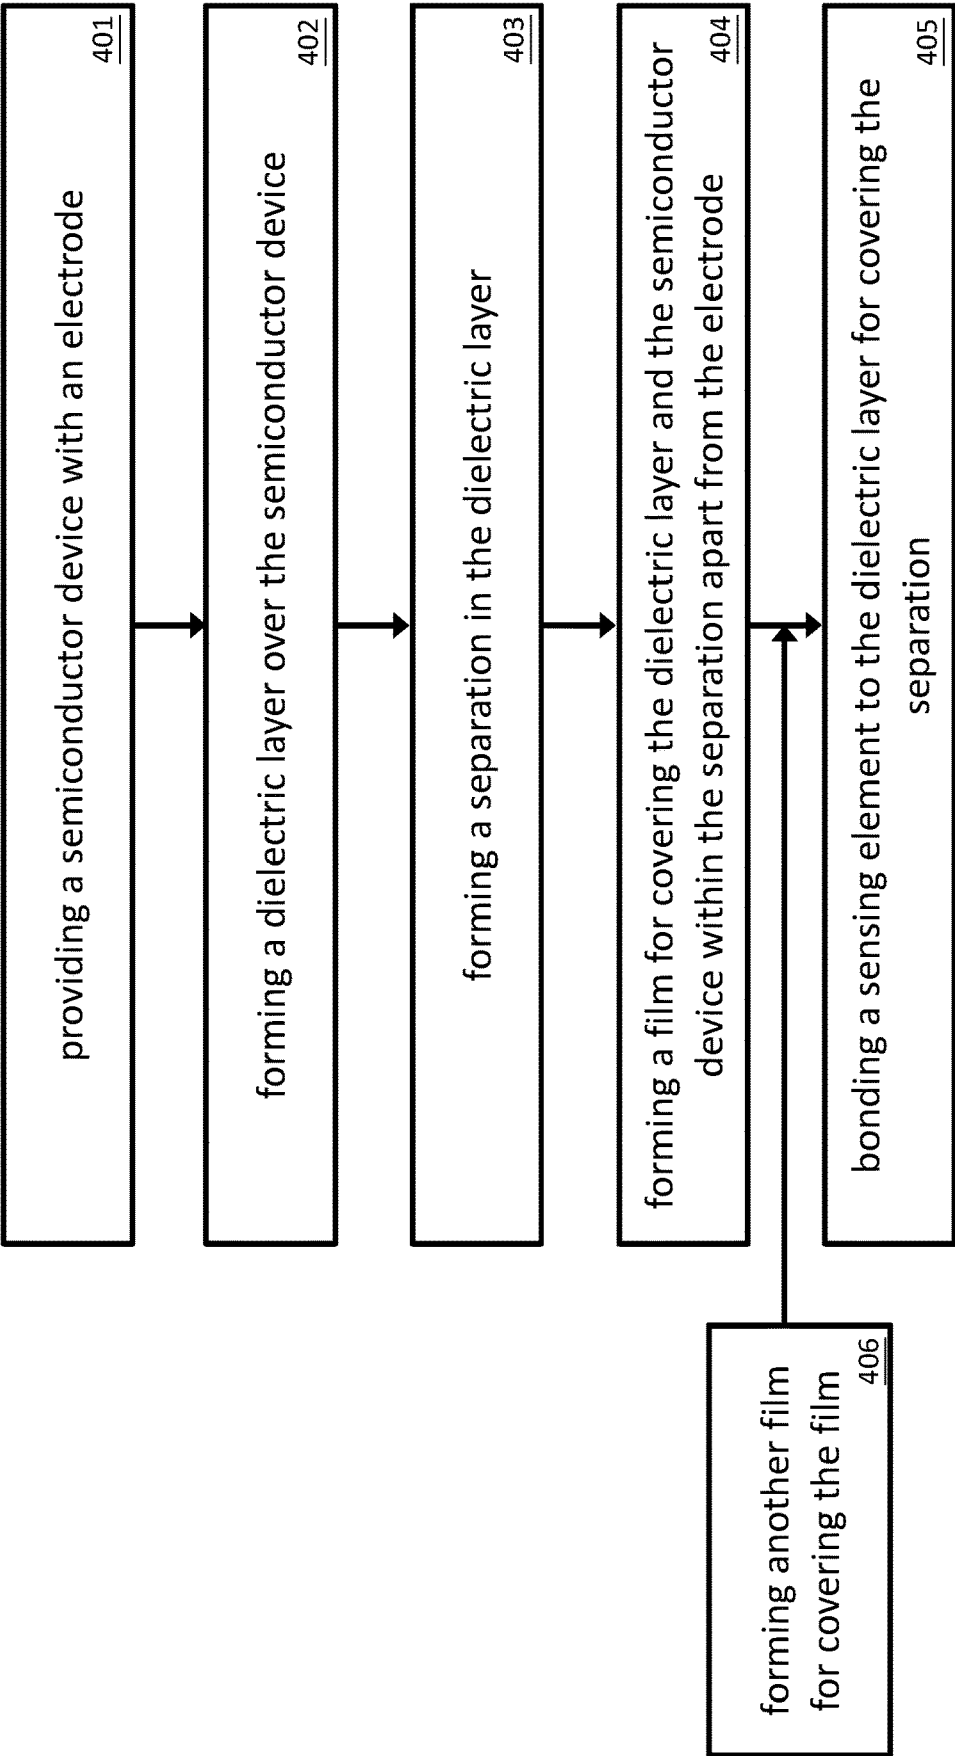 providing a semiconductor device with an electrode
401
forming a dielectric layer over the semiconductor device
402
forming a separation in the dielectric layer
403
forming a film for covering the dielectric layer and the semiconductor
device within the separation apart from the electrode
404
forming another film
for covering the film
406
bonding a sensing element to the dielectric layer for covering the
separation
405